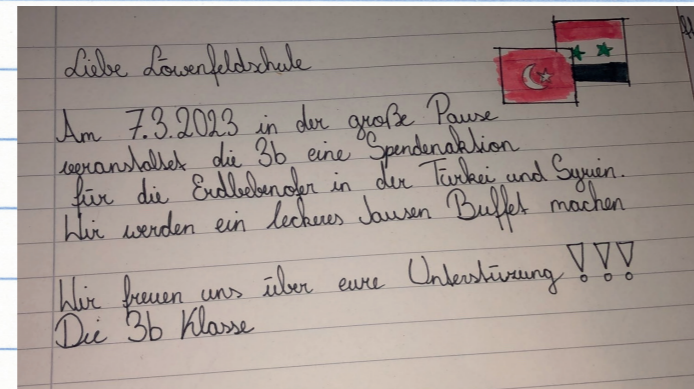 Liebe Löwenfeldschule
Am 7.3.2023 in der große Pause
veranstaltet die 3b eine Spendenaktion
für die Erdbebenofer in der Türkei und Syrien.
Wir werden ein leckeres Jausen Buffet machen
Wir freuen uns über eure Unterstürung !!!
Die 3b Klasse